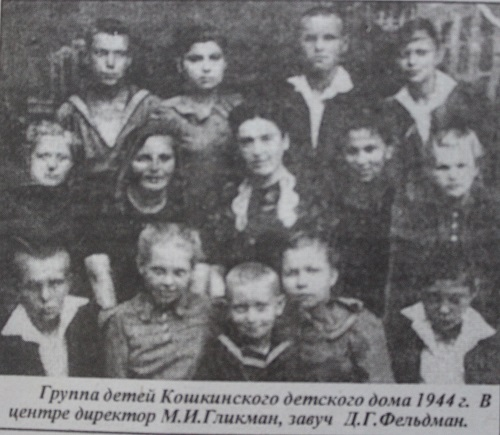 Группа детей Кошкинского детского дома 1944 г. В
центре директор М.И.Гликман, завуч Д.Г.Фельдман.